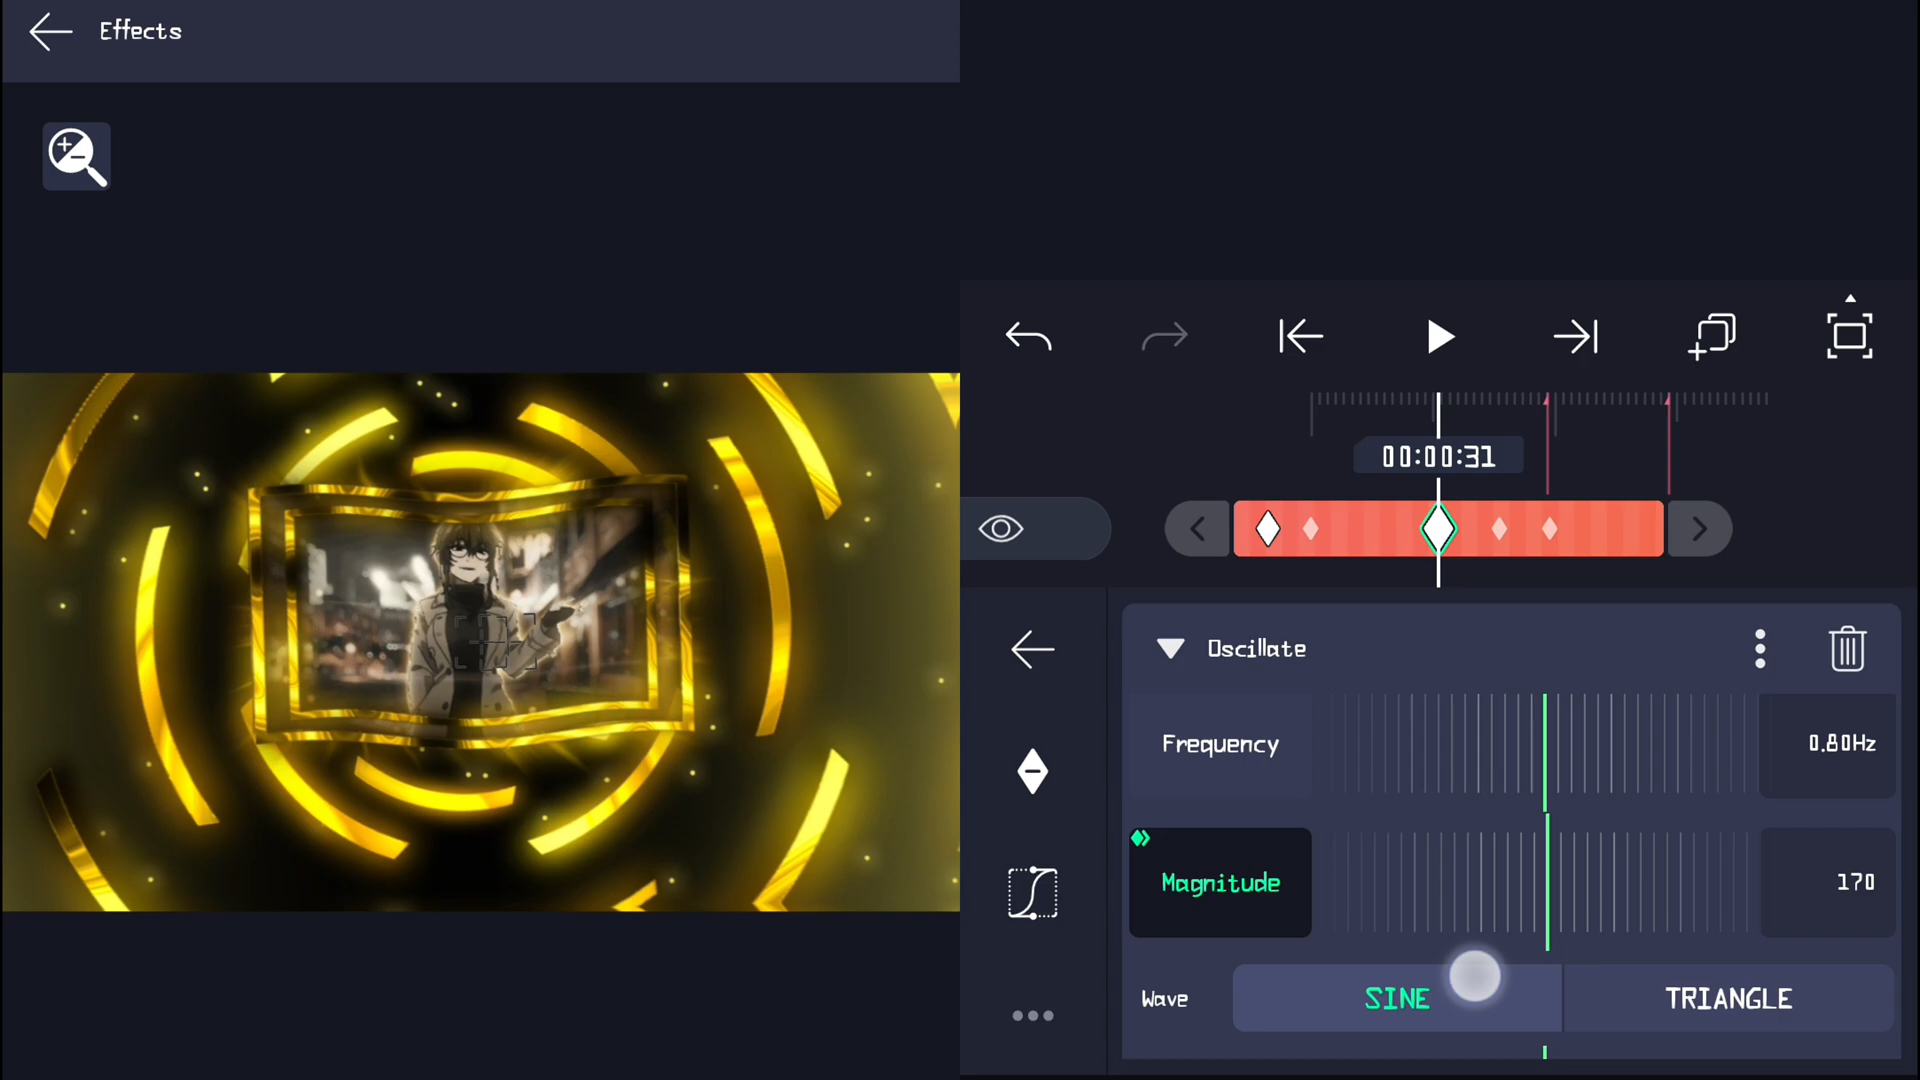 Effects
00:00:31
Oscillate
Frequency
0.80Hz
Magnitude
170
Wave
SINE
TRIANGLE